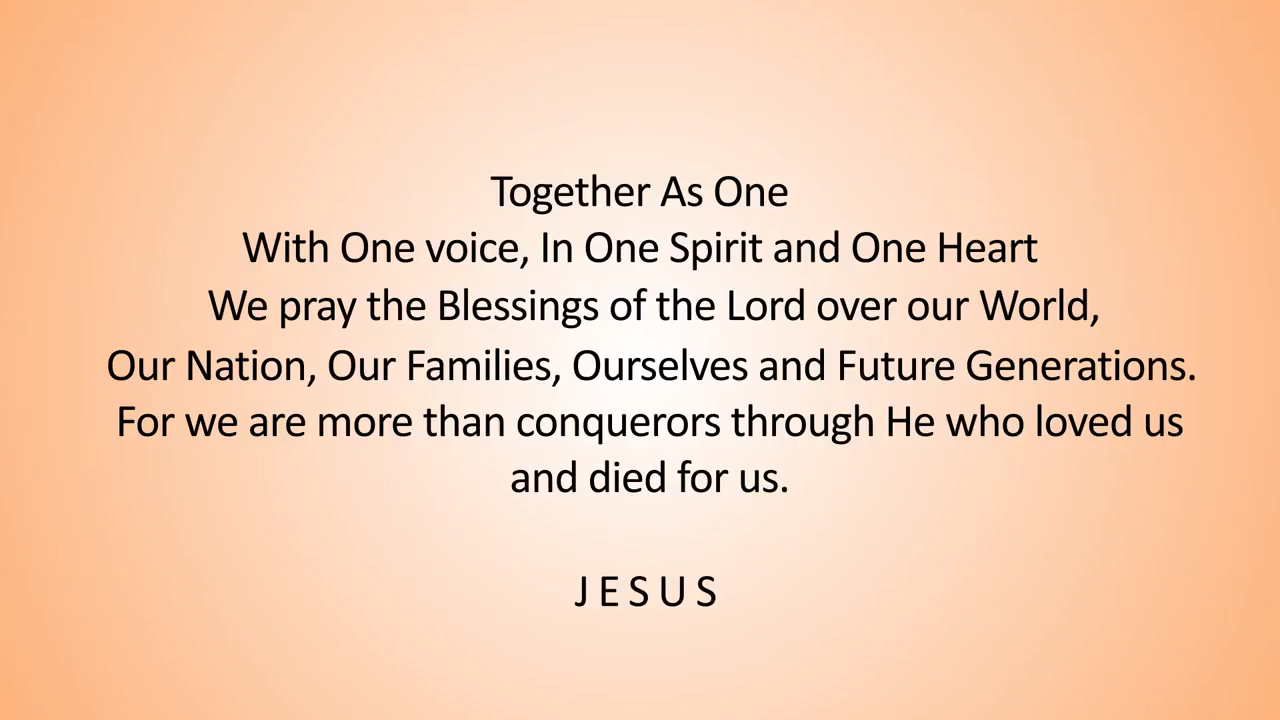 Together As One
With One voice, In One Spirit and One Heart
We pray the Blessings of the Lord over our World,
Our Nation, Our Families, Ourselves and Future Generations.
For we are more than conquerors through He who loved us
and died for us.
J E S U S